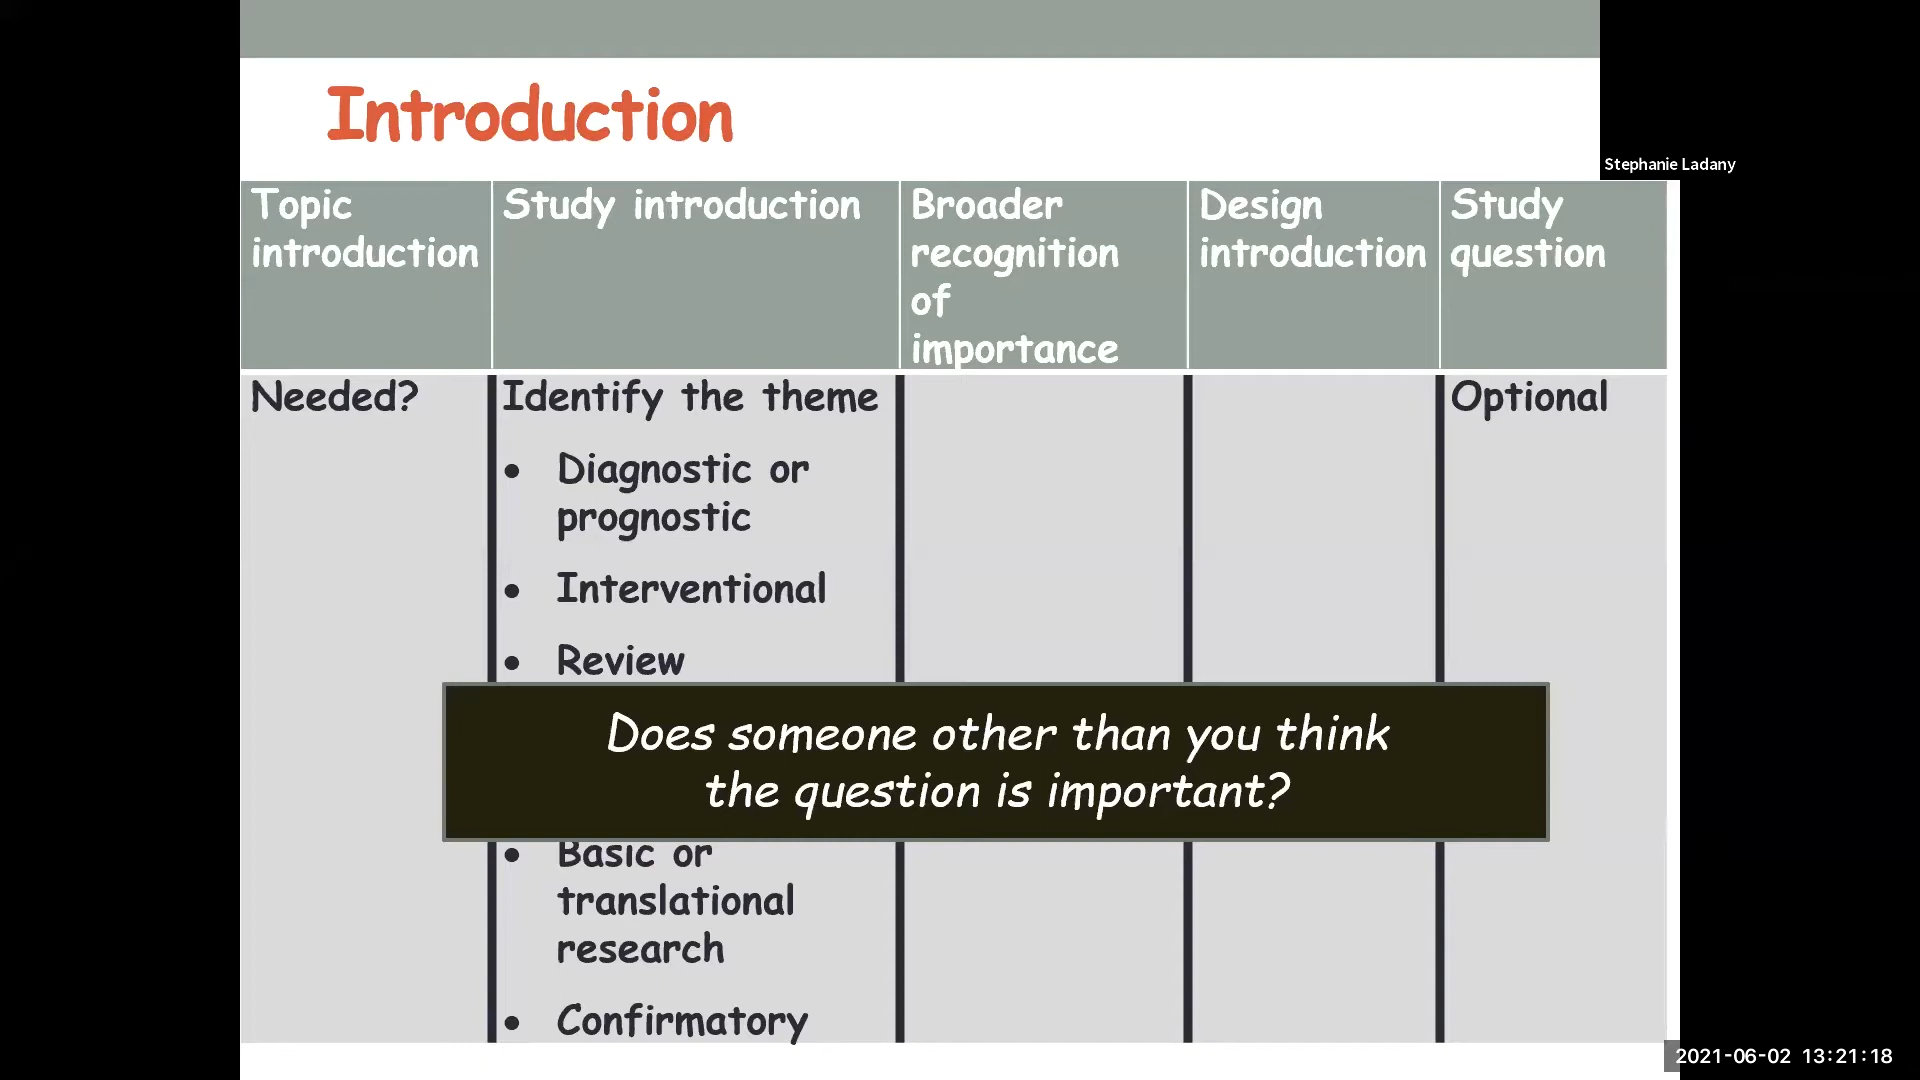 Introduction
Stephanie Ladany
Topic
introduction
Study introduction
Broader
recognition
of
importance
Design
introduction
Study
question
Needed?
Identify the theme
• Diagnostic or
prognostic
• Interventional
• Review
Optional
Does someone other than you think
the question is important?
• Basic or
translational
research
• Confirmatory
2021-06-02 13:21:18